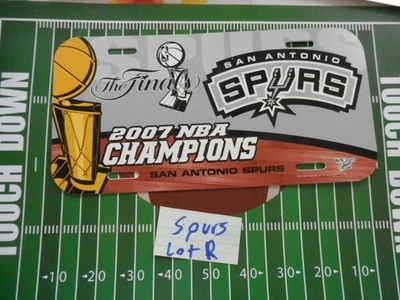 SAN ANTONIO
SPURS
The Finals
2007 NBA
CHAMPIONS
SAN ANTONIO SPURS
Spurs
Lot R
TOUCH DOWN
TOUCH DOWN
-10 20 30 40 50 40 30 20 10-